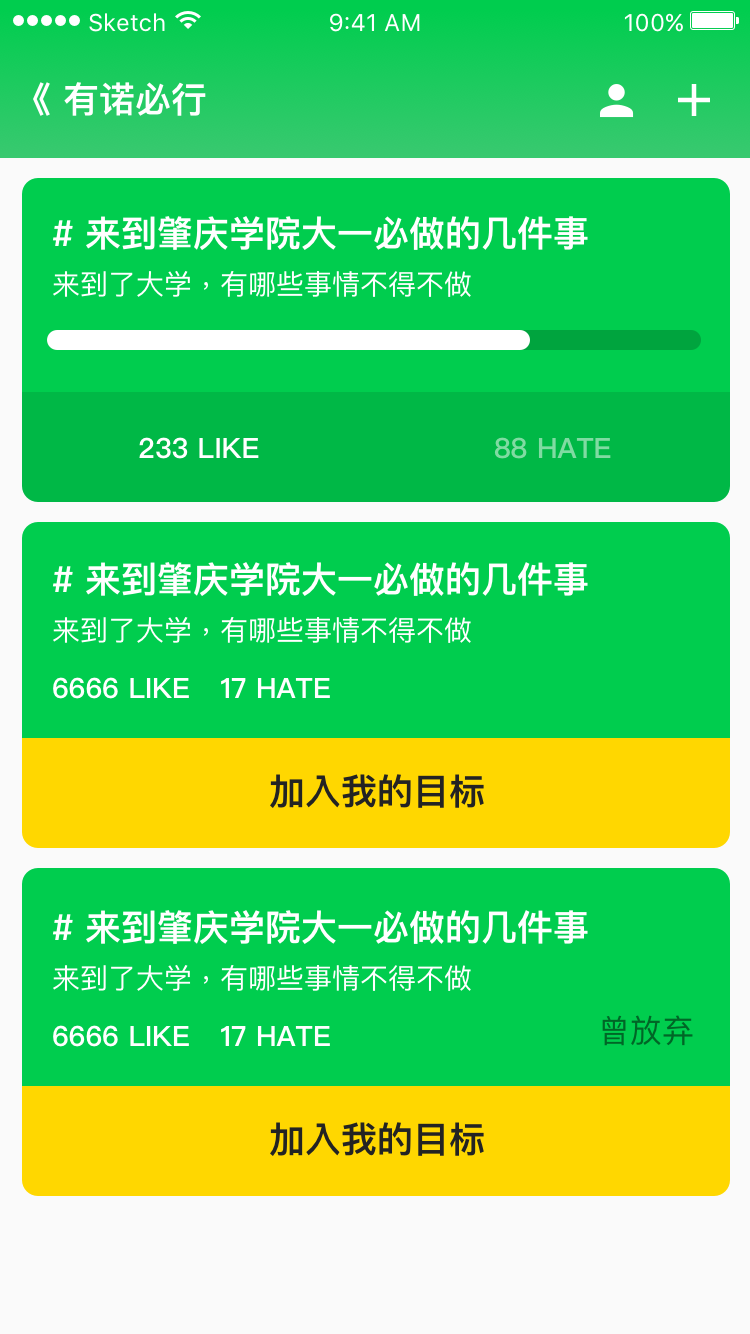 Sketch 9:41 AM 100%
《 有诺必行
# 来到肇庆学院大一必做的几件事
来到了大学，有哪些事情不得不做
233 LIKE 88 HATE
# 来到肇庆学院大一必做的几件事
来到了大学，有哪些事情不得不做
6666 LIKE 17 HATE
加入我的目标
# 来到肇庆学院大一必做的几件事
来到了大学，有哪些事情不得不做
6666 LIKE 17 HATE 曾放弃
加入我的目标